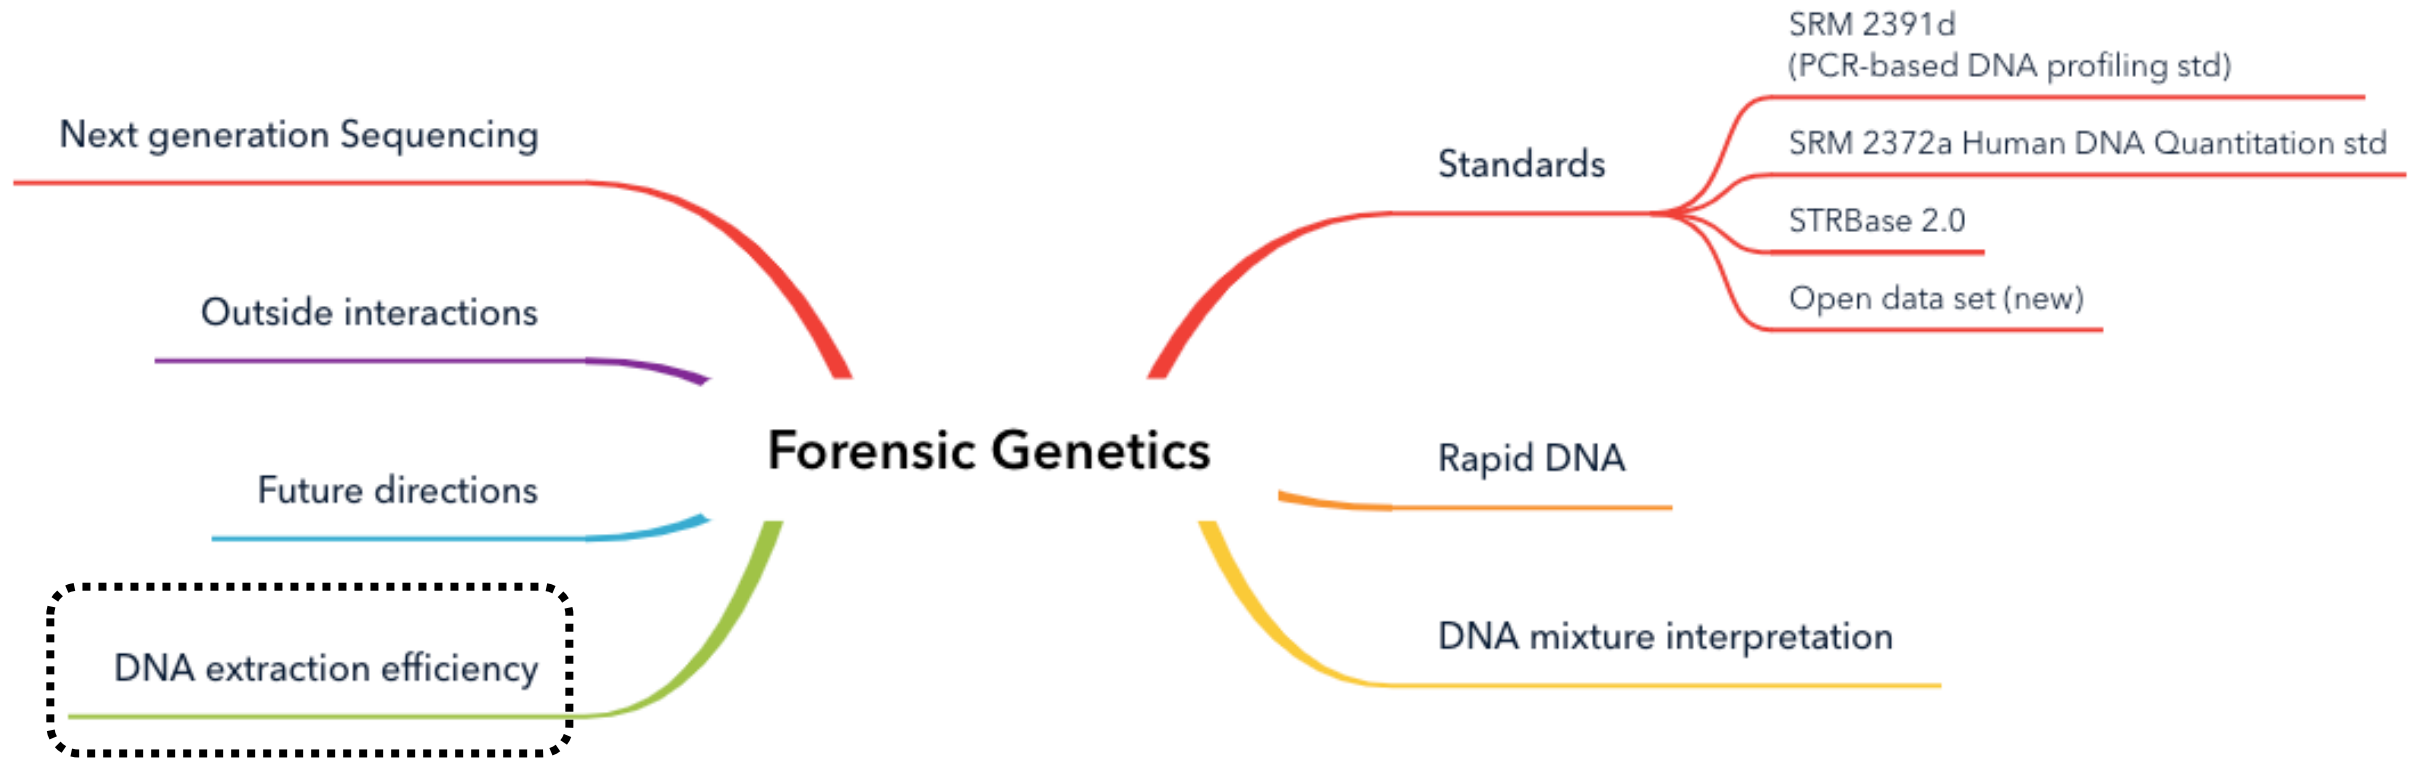 Next generation Sequencing
Outside interactions
Future directions
DNA extraction efficiency
Forensic Genetics
Standards
SRM 2391d
(PCR-based DNA profiling std)
SRM 2372a Human DNA Quantitation std
STRBase 2.0
Open data set (new)
Rapid DNA
DNA mixture interpretation